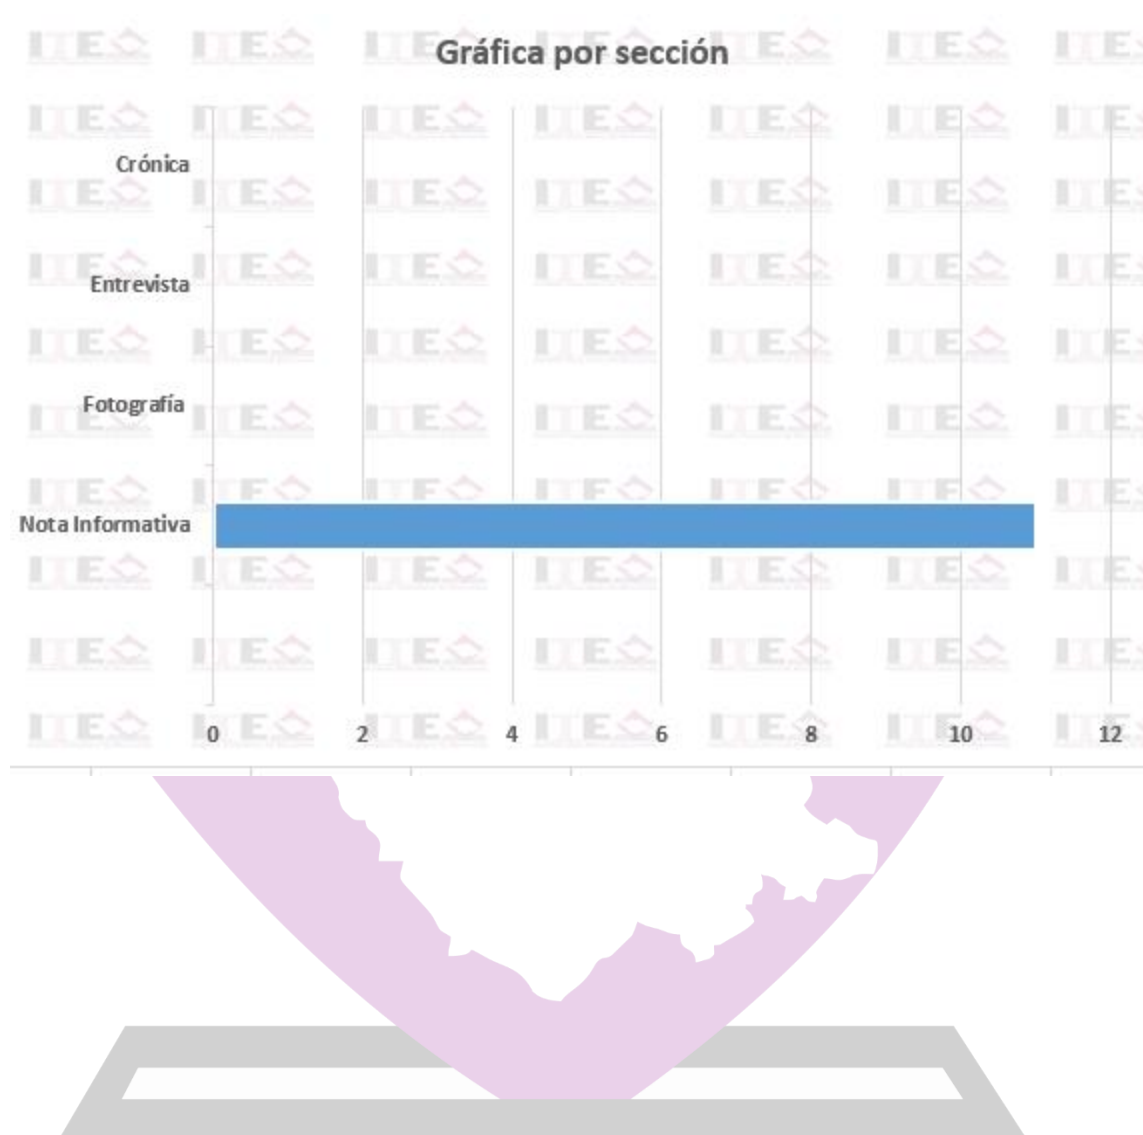 Gráfica por sección
Crónica
Entrevista
Fotografía
Nota Informativa
0 2 4 6 8 10 12